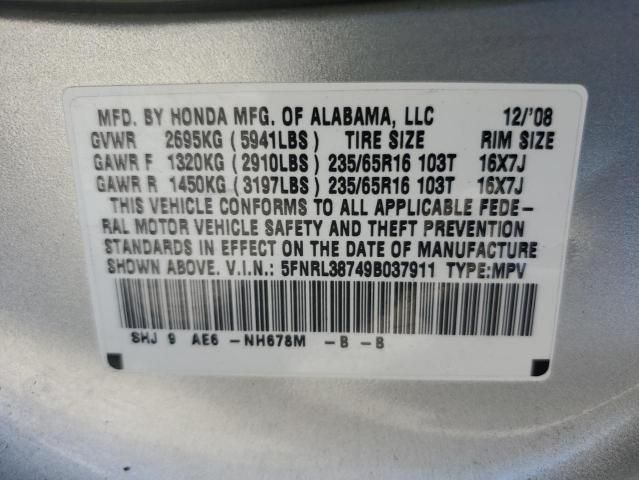 MFD. BY HONDA MFG. OF ALABAMA, LLC 12/'08
GVWR 2695KG (5941LBS) TIRE SIZE RIM SIZE
GAWR F 1320KG (2910LBS) 235/65R16 103T 16X7J
GAWR R 1450KG (3197LBS) 235/65R16 103T 16X7J
THIS VEHICLE CONFORMS TO ALL APPLICABLE FEDE-
RAL MOTOR VEHICLE SAFETY AND THEFT PREVENTION
STANDARDS IN EFFECT ON THE DATE OF MANUFACTURE
SHOWN ABOVE. V.I.N.: 5FNRL38749B037911 TYPE:MPV
SHJ 9 AE6 -NH678M -B -B